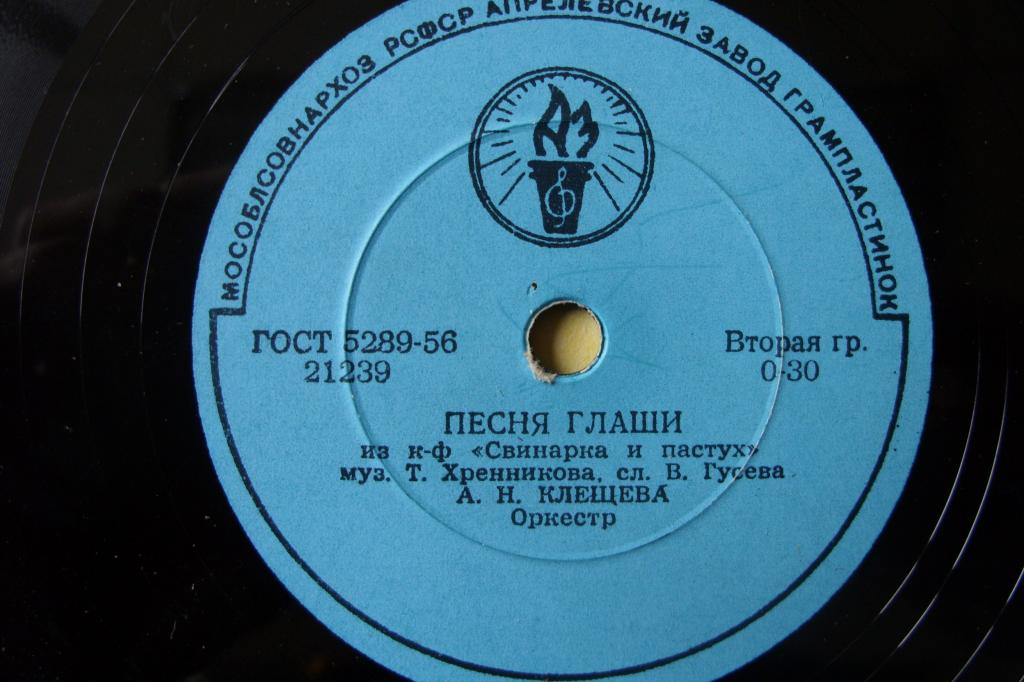 МОСОБЛСОВНАРХОЗ РСФСР АПРЕЛЕВСКИЙ ЗАВОД ГРАМПЛАСТИНОК
АЗ
ГОСТ 5289-56
21239
Вторая гр.
0-30
ПЕСНЯ ГЛАШИ
из к-ф «Свинарка и пастух»
муз. Т. Хренникова, сл. В. Гусева
А. Н. КЛЕЩЕВА
Оркестр